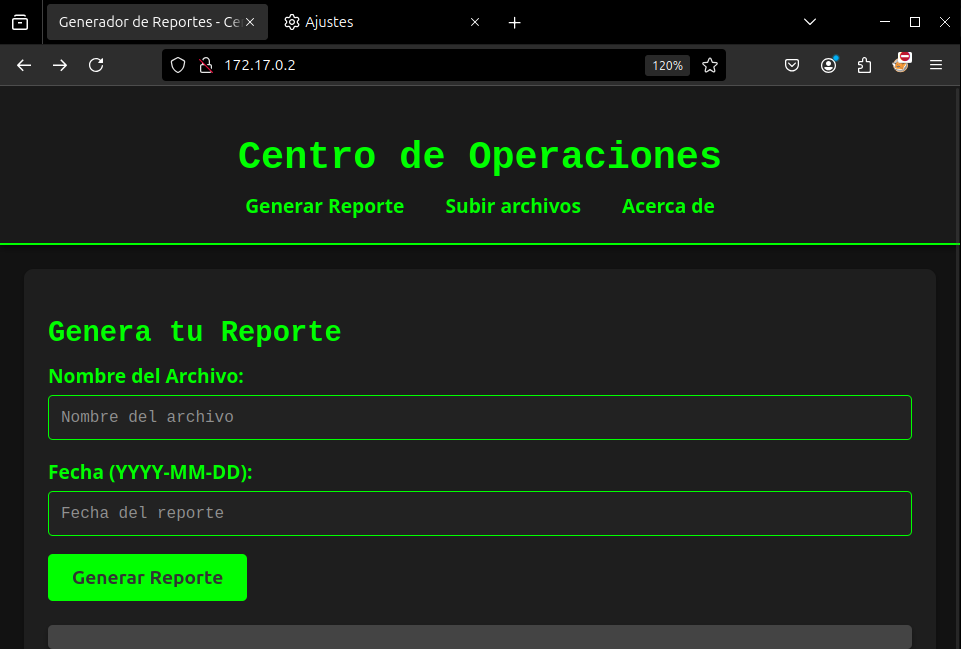 Generador de Reportes - Ce
Ajustes
172.17.0.2
120%
Centro de Operaciones
Generar Reporte Subir archivos Acerca de
Genera tu Reporte
Nombre del Archivo:
Nombre del archivo
Fecha (YYYY-MM-DD):
Fecha del reporte
Generar Reporte